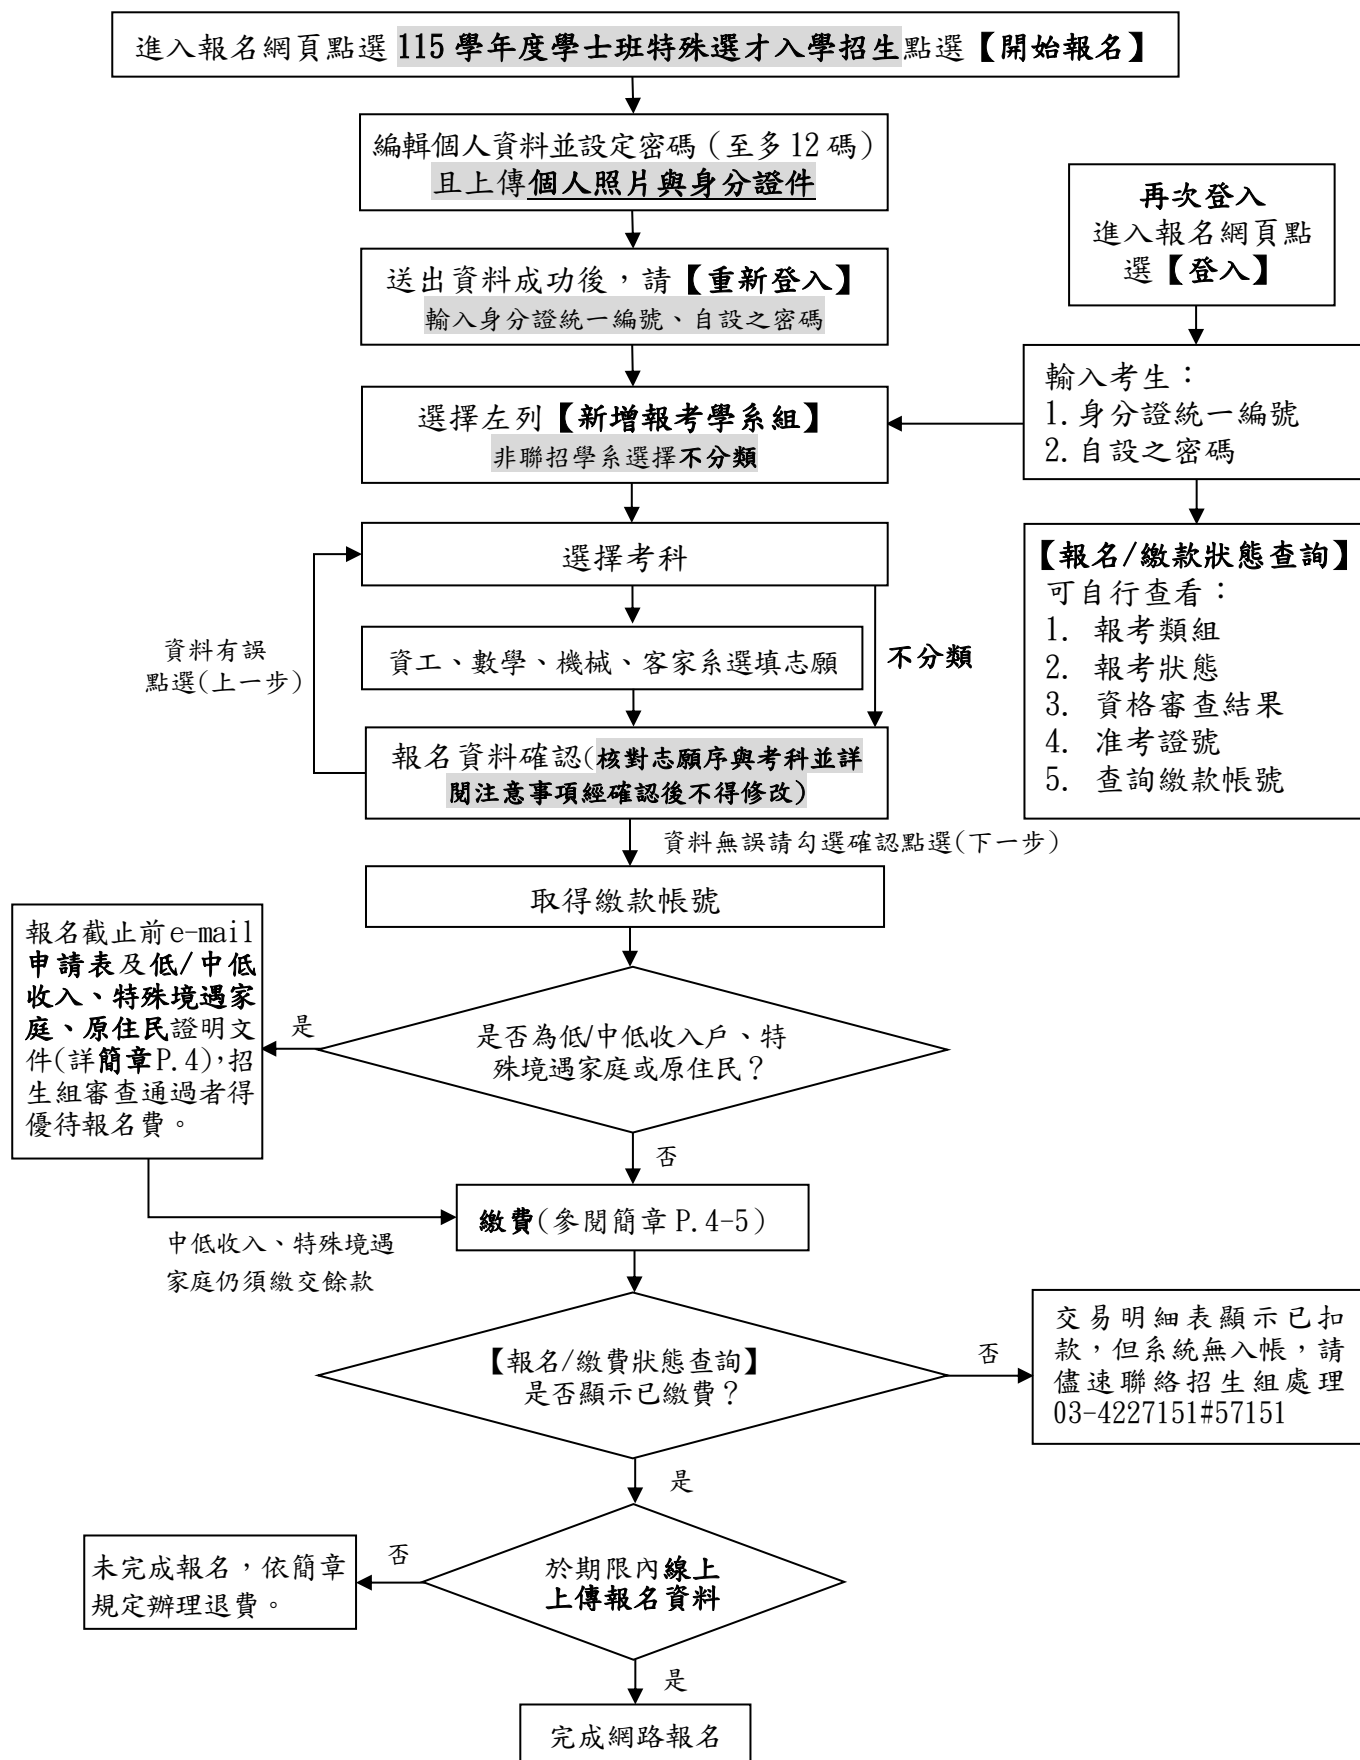 進入報名網頁點選 115 學年度學士班特殊選才入學招生點選【開始報名】
編輯個人資料並設定密碼（至多 12 碼）
且上傳個人照片與身分證件
送出資料成功後，請【重新登入】
輸入身分證統一編號、自設之密碼
再次登入
進入報名網頁點
選【登入】
輸入考生：
1. 身分證統一編號
2. 自設之密碼
選擇左列【新增報考學系組】
非聯招學系選擇不分類
選擇考科
資料有誤
點選(上一步)
資工、數學、機械、客家系選填志願
不分類
【報名/繳款狀態查詢】
可自行查看：
1. 報考類組
2. 報考狀態
3. 資格審查結果
4. 准考證號
5. 查詢繳款帳號
報名資料確認(核對志願序與考科並詳
閱注意事項經確認後不得修改)
資料無誤請勾選確認點選(下一步)
取得繳款帳號
報名截止前 e-mail
申請表及低/中低
收入、特殊境遇家
庭、原住民證明文
件(詳簡章 P.4),招
生組審查通過者得
優待報名費。
是
是否為低/中低收入戶、特
殊境遇家庭或原住民？
否
繳費(參閱簡章 P.4-5)
中低收入、特殊境遇
家庭仍須繳交餘款
【報名/繳費狀態查詢】
是否顯示已繳費？
否
交易明細表顯示已扣
款，但系統無入帳，請
儘速聯絡招生組處理
03-4227151#57151
是
於期限內線上
上傳報名資料
否
未完成報名，依簡章
規定辦理退費。
是
完成網路報名